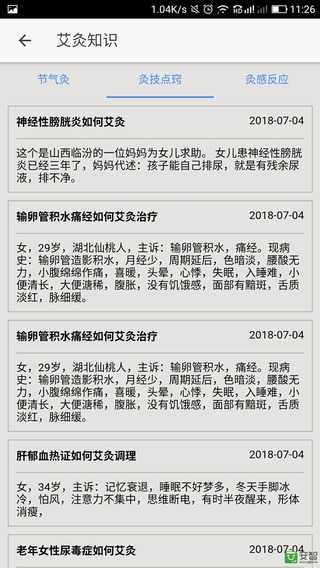 1.04K/s 11:26
艾灸知识
节气灸 灸技点窍 灸感反应
神经性膀胱炎如何艾灸 2018-07-04
这个是山西临汾的一位妈妈为女儿求助。 女儿患神经性膀胱
炎已经三年了，妈妈代述：孩子能自己排尿，就是有残余尿
液，排不净。
输卵管积水痛经如何艾灸治疗 2018-07-04
女，29岁，湖北仙桃人，主诉：输卵管积水，痛经。现病
史：输卵管造影积水，月经少，周期延后，色暗淡，腰酸无
力，小腹绵绵作痛，喜暖，头晕，心悸，失眠，入睡难，小
便清长，大便溏稀，腹胀，没有饥饿感，面部有黯斑，舌质
淡红，脉细缓。
输卵管积水痛经如何艾灸治疗 2018-07-04
女，29岁，湖北仙桃人，主诉：输卵管积水，痛经。现病
史：输卵管造影积水，月经少，周期延后，色暗淡，腰酸无
力，小腹绵绵作痛，喜暖，头晕，心悸，失眠，入睡难，小
便清长，大便溏稀，腹胀，没有饥饿感，面部有黯斑，舌质
淡红，脉细缓。
肝郁血热证如何艾灸调理 2018-07-04
女，34岁，主诉：记忆衰退，睡眠不好梦多，冬天手脚冰
冷，怕风，注意力不集中，思维断电，有时半夜醒来，形体
消瘦，
老年女性尿毒症如何艾灸 2018-07-04
安智